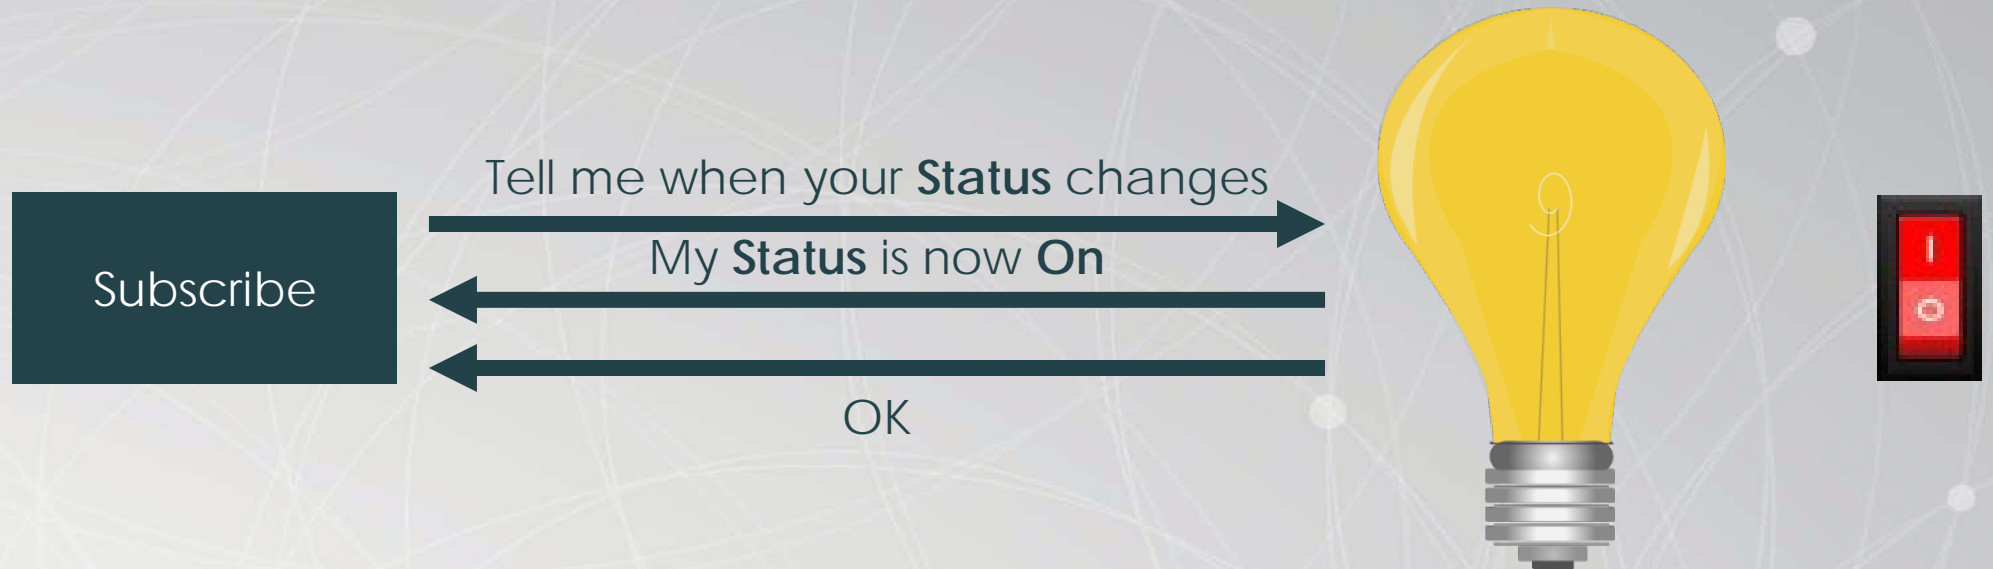 Tell me when your Status changes
My Status is now On
Subscribe
OK
I
O